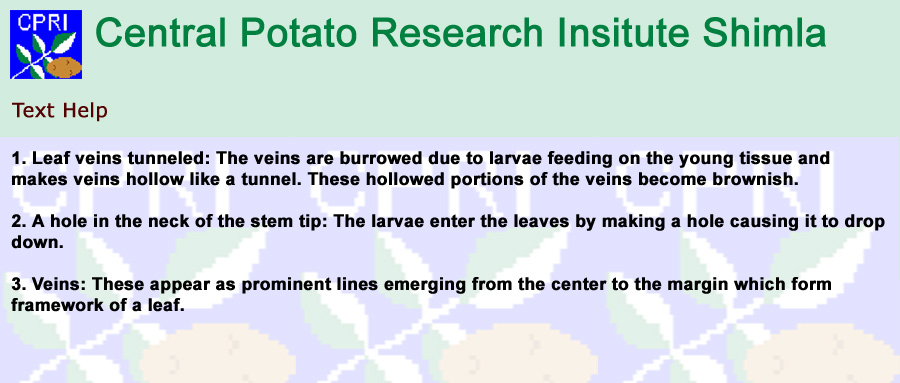 CPRI
Central Potato Research Insitute Shimla
Text Help
1. Leaf veins tunneled: The veins are burrowed due to larvae feeding on the young tissue and
makes veins hollow like a tunnel. These hollowed portions of the veins become brownish.
2. A hole in the neck of the stem tip: The larvae enter the leaves by making a hole causing it to drop
down.
3. Veins: These appear as prominent lines emerging from the center to the margin which form
framework of a leaf.